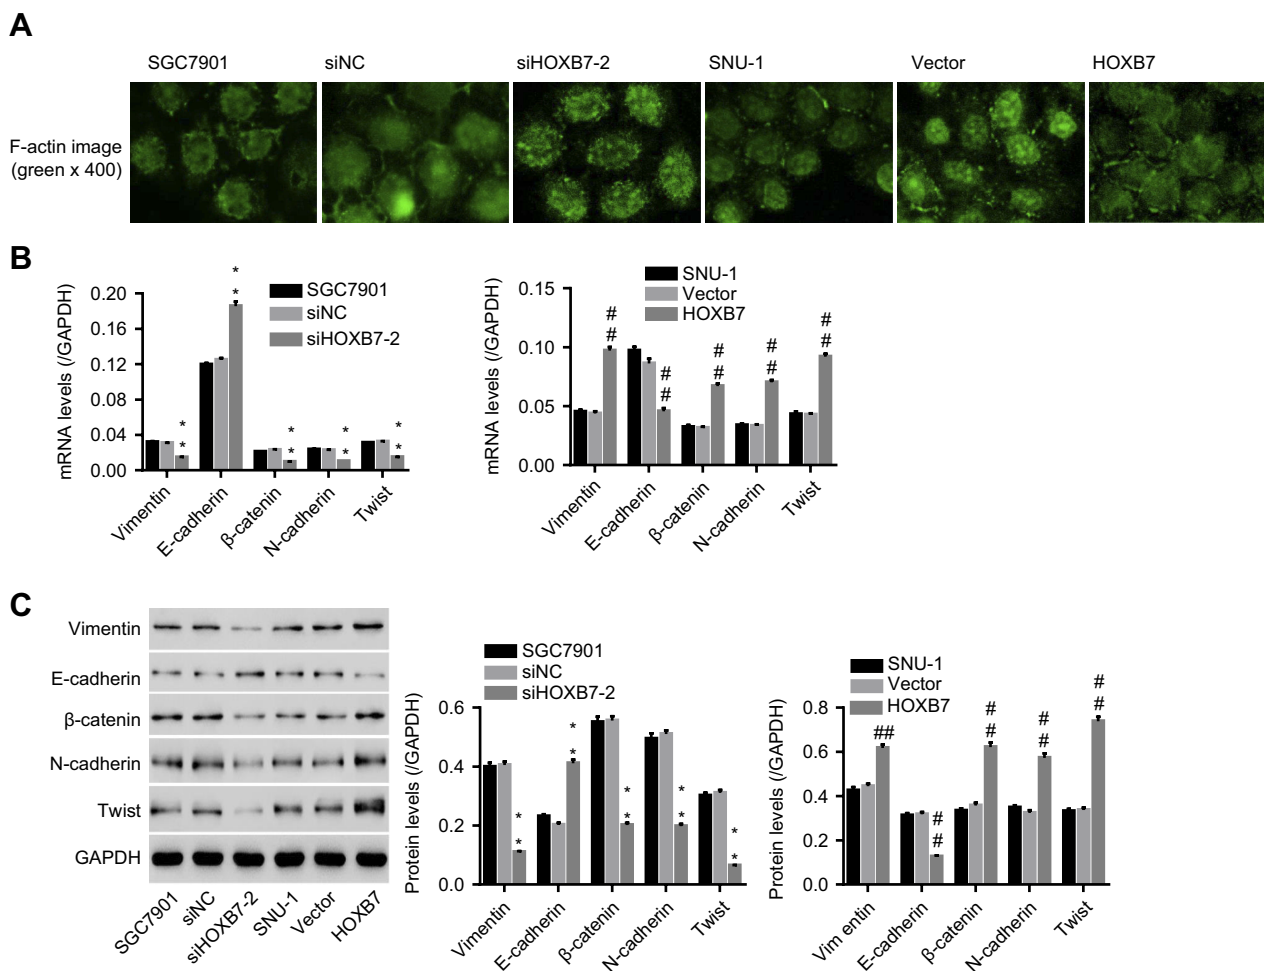 A
SGC7901 siNC siHOXB7-2 SNU-1 Vector HOXB7
F-actin image
(green x 400)
B
mRNA levels (/GAPDH)
0.20
0.16
0.12
0.08
0.04
0.00
SGC7901
siNC
siHOXB7-2
* *
* *
* *
* *
* *
Vimentin
E-cadherin
β-catenin
N-cadherin
Twist
mRNA levels (/GAPDH)
0.15
0.10
0.05
0.00
SNU-1
Vector
HOXB7
# #
# #
# #
# #
# #
Vimentin
E-cadherin
β-catenin
N-cadherin
Twist
C
Vimentin
E-cadherin
β-catenin
N-cadherin
Twist
GAPDH
SGC7901
siNC
siHOXB7-2
SNU-1
Vector
HOXB7
Protein levels (/GAPDH)
0.6
0.4
0.2
0.0
SGC7901
siNC
siHOXB7-2
* *
* *
* *
* *
* *
Vimentin
E-cadherin
β-catenin
N-cadherin
Twist
Protein levels (/GAPDH)
0.8
0.6
0.4
0.2
0.0
SNU-1
Vector
HOXB7
##
# #
# #
# #
# #
Vim entin
E-cadherin
β-catenin
N-cadherin
Twist